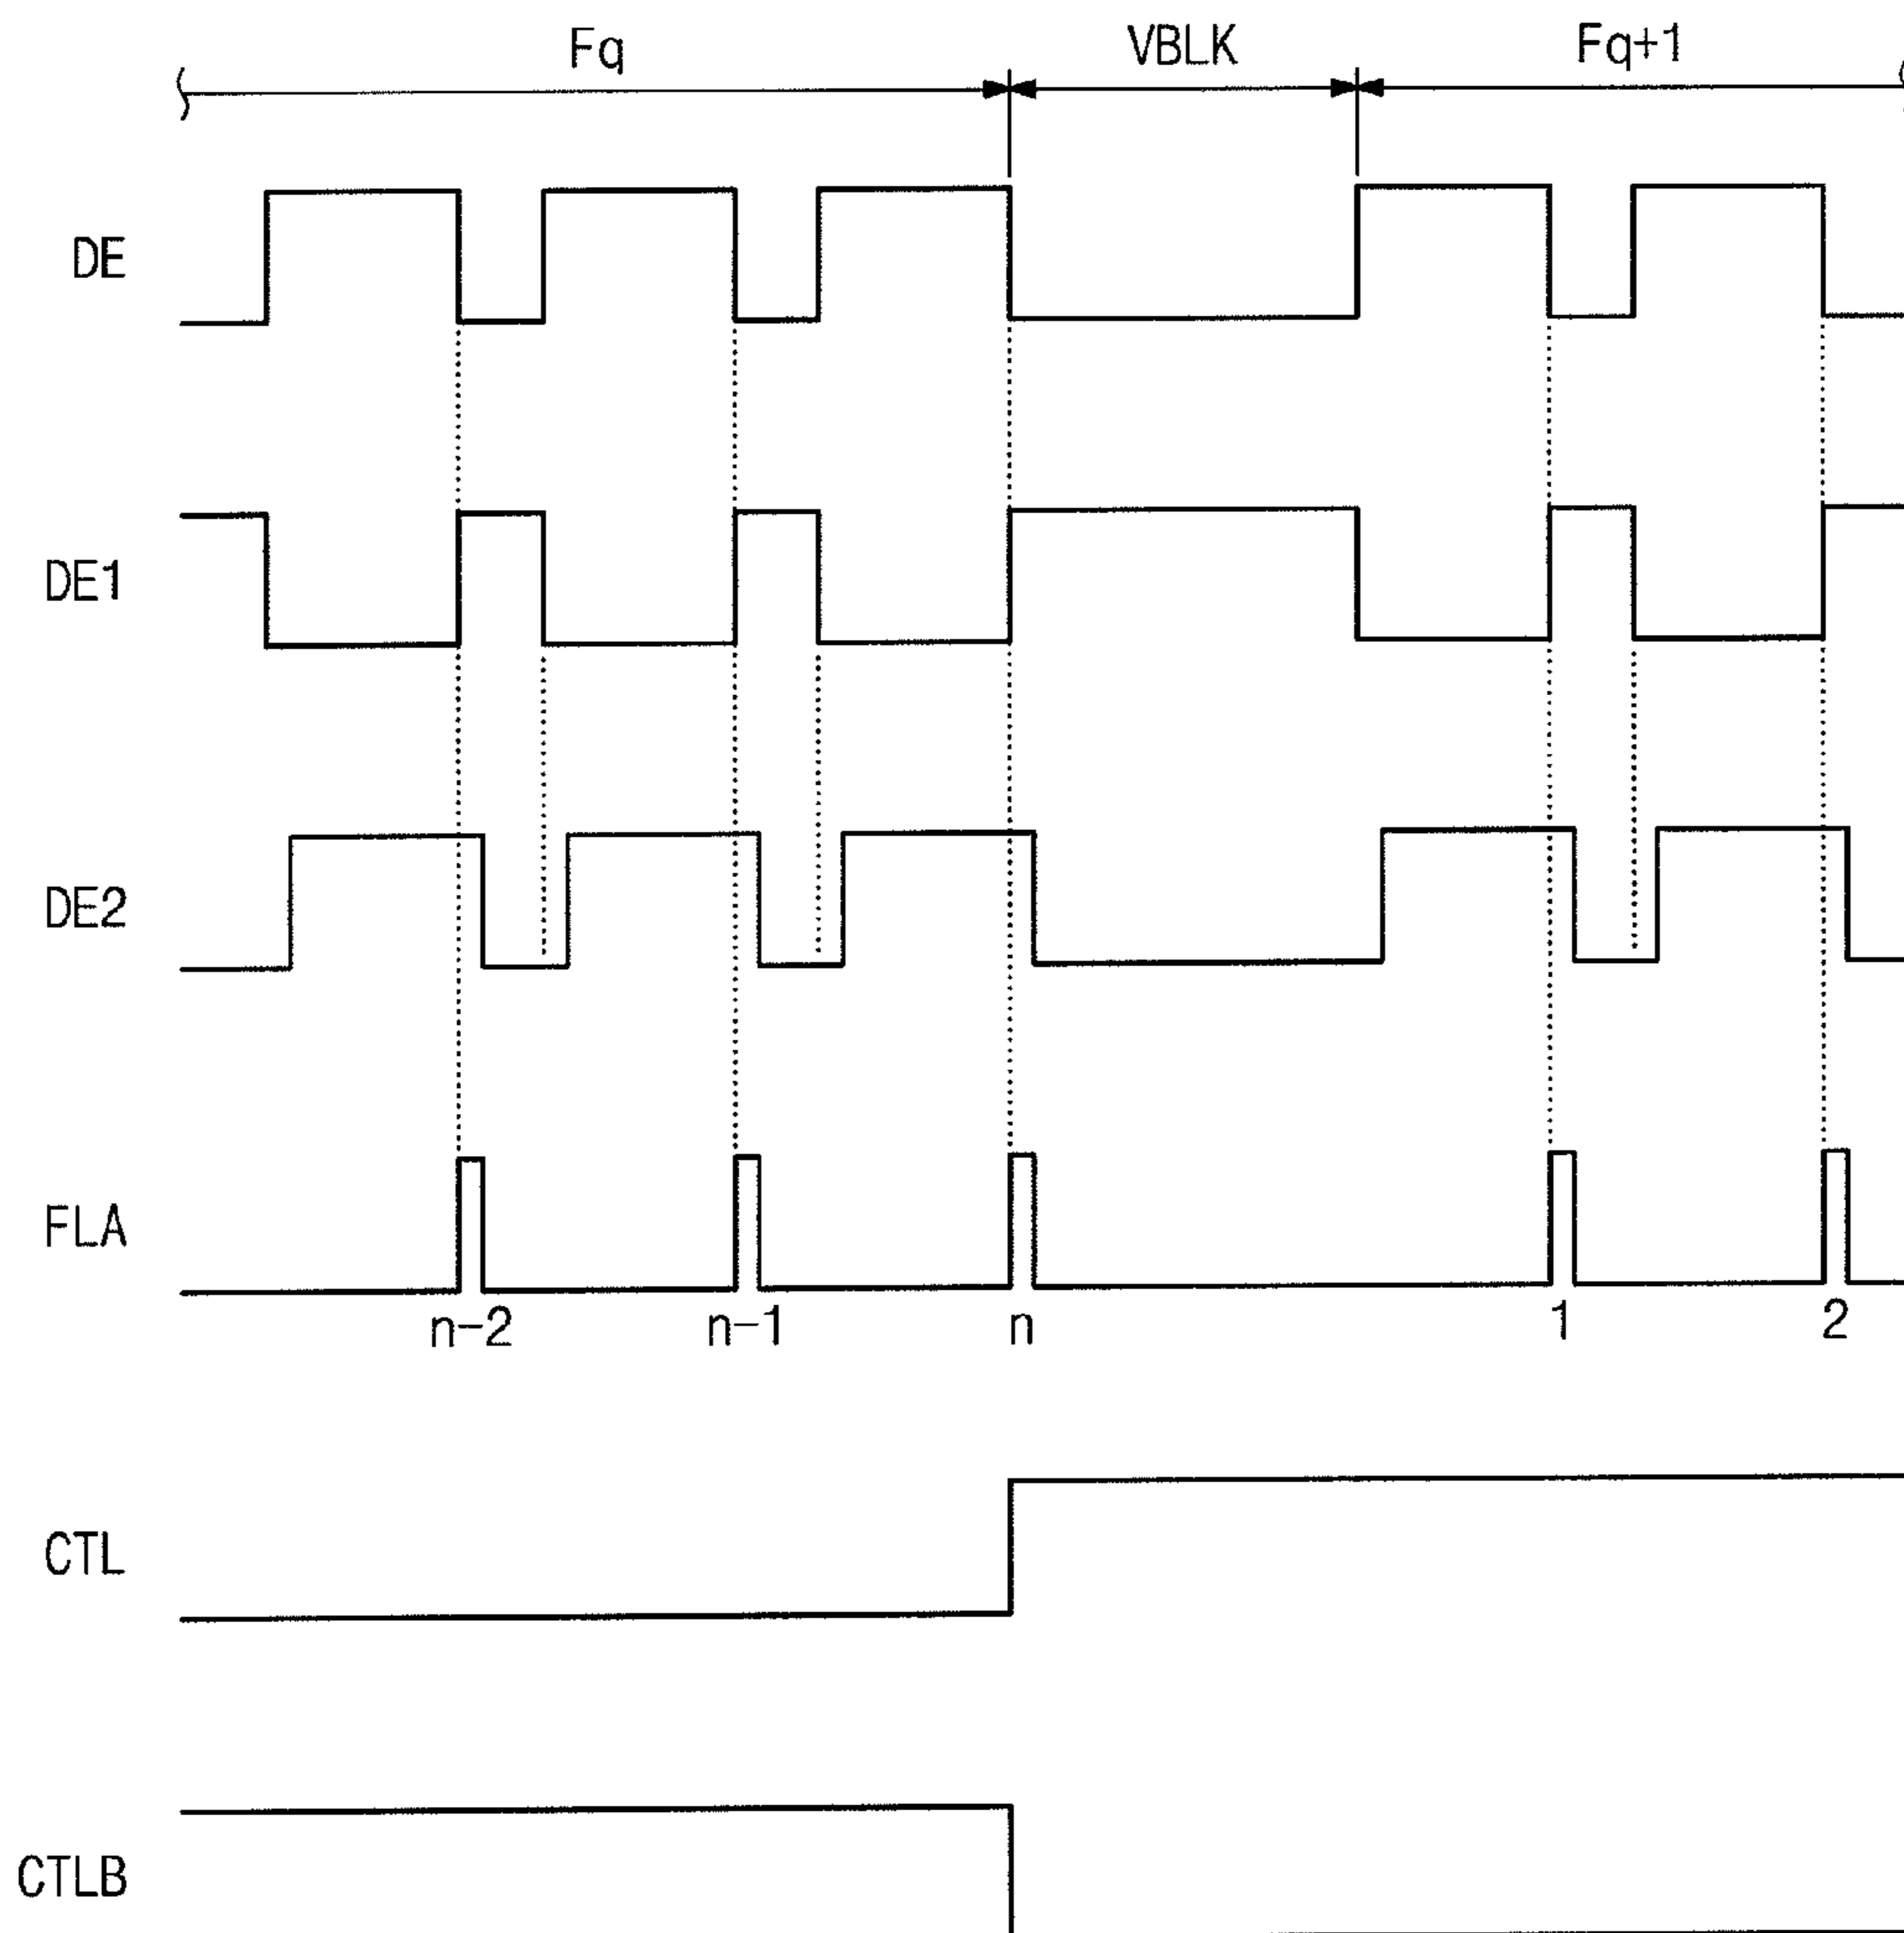 Fq VBLK Fq+1
DE
DE1
DE2
FLA
n-2 n-1 n 1 2
CTL
CTLB